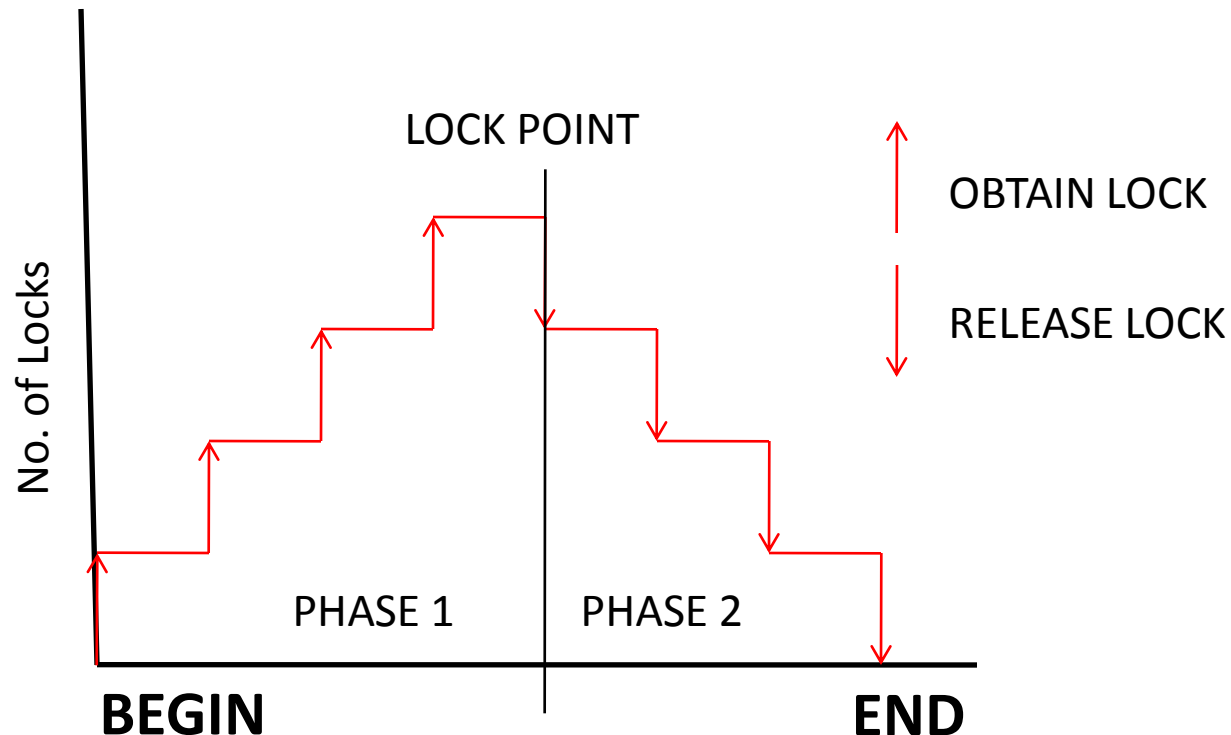 LOCK POINT
OBTAIN LOCK
RELEASE LOCK
No. of Locks
PHASE 1
PHASE 2
BEGIN
END